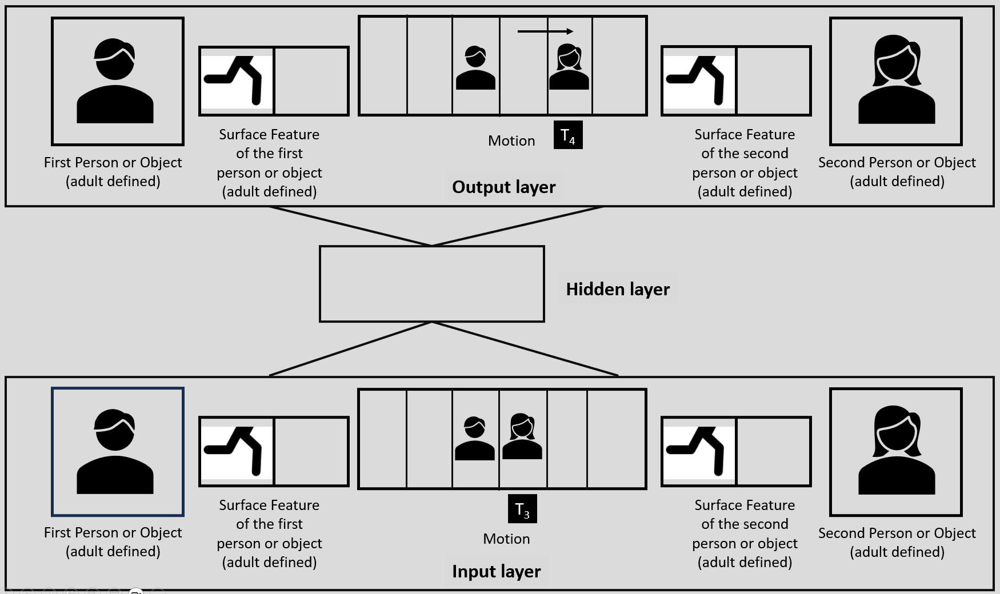 T4
Motion
Surface Feature
of the first
person or object
(adult defined)
Surface Feature
of the second
person or object
(adult defined)
First Person or Object
(adult defined)
Second Person or Object
(adult defined)
Output layer
Hidden layer
T3
Surface Feature
of the first
person or object
(adult defined)
Surface Feature
of the second
person or object
(adult defined)
First Person or Object
(adult defined)
Motion
Second Person or Object
(adult defined)
Input layer